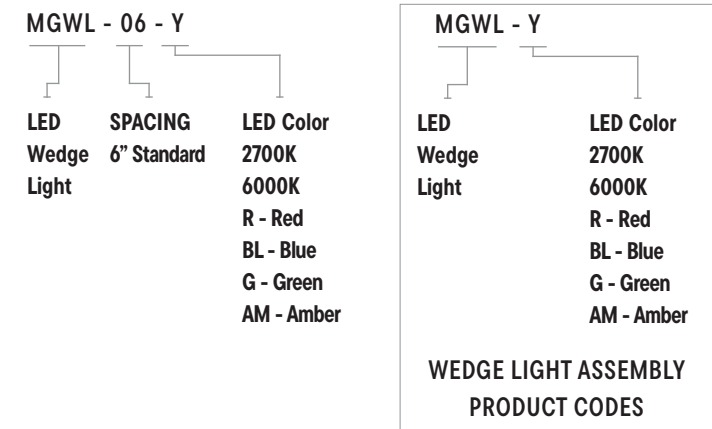 MGWL - 06 - Y
LED
Wedge
Light
SPACING
6” Standard
LED Color
2700K
6000K
R - Red
BL - Blue
G - Green
AM - Amber
MGWL - Y
LED
Wedge
Light
LED Color
2700K
6000K
R - Red
BL - Blue
G - Green
AM - Amber
WEDGE LIGHT ASSEMBLY
PRODUCT CODES